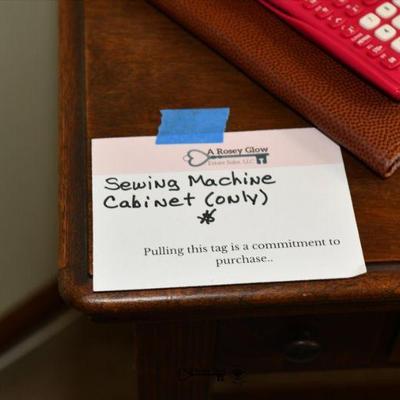 A Rosey Glow
Estate Sales, LLC
Sewing Machine
Cabinet (only)
Pulling this tag is a commitment to
purchase..